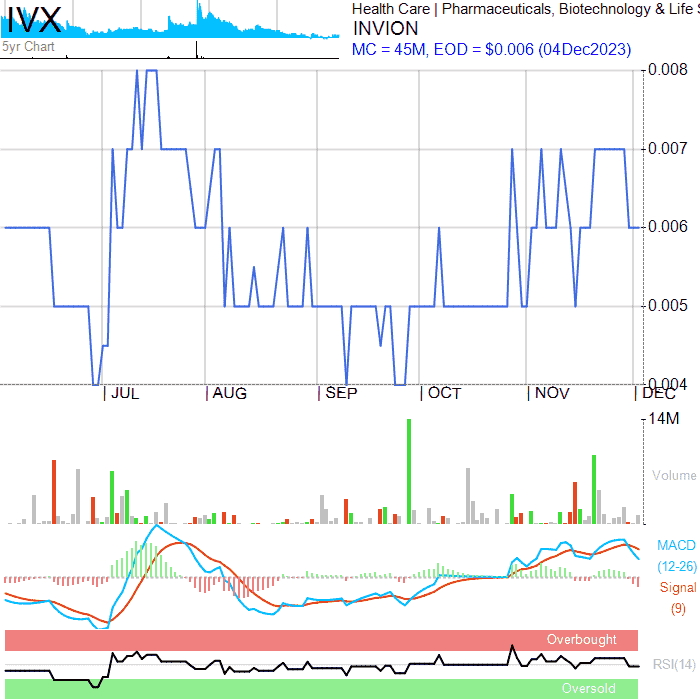 IVX
5yr Chart
Health Care | Pharmaceuticals, Biotechnology & Life S
INVION
MC = 45M, EOD = $0.006 (04Dec2023)
0.008
0.007
0.006
0.005
0.004
JUL AUG SEP OCT NOV DEC
14M
Volume
MACD
(12-26)
Signal
(9)
Overbought
RSI(14)
Oversold